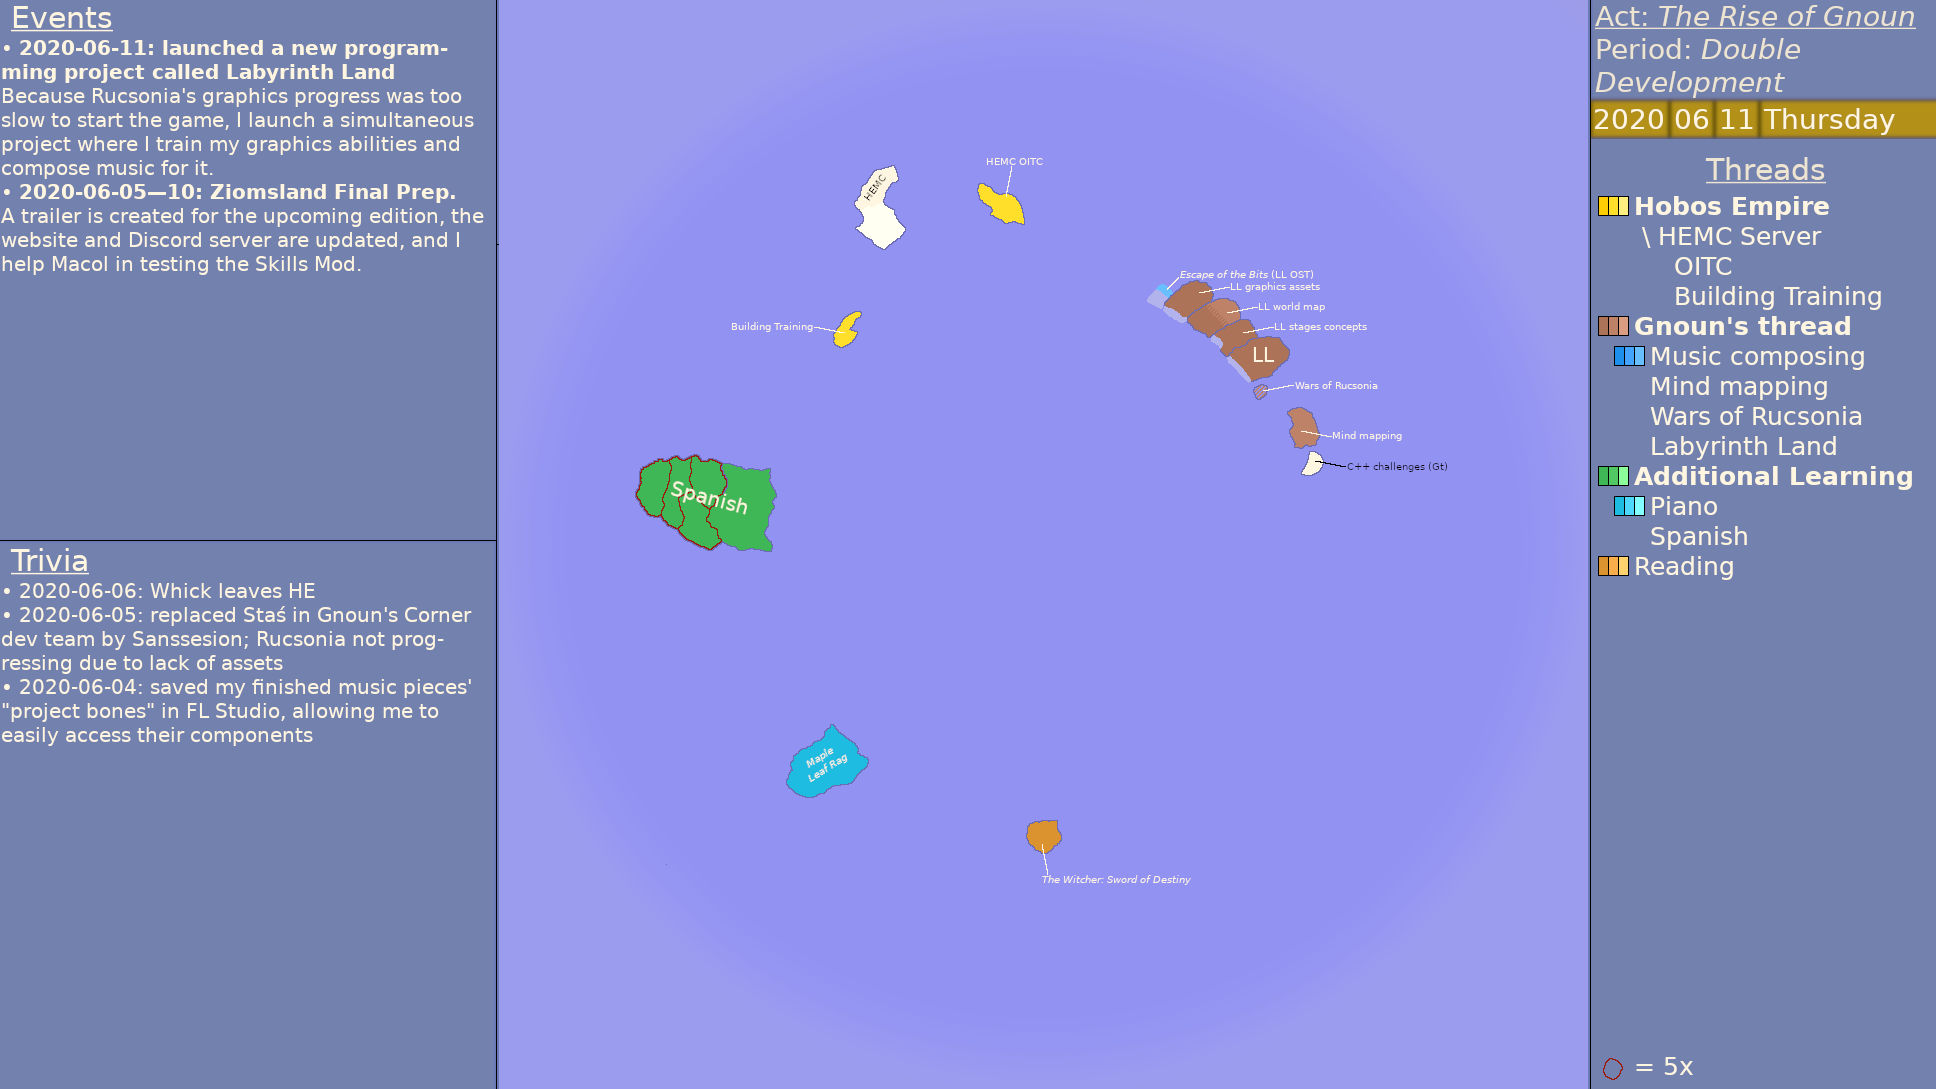 Events
• 2020-06-11: launched a new program-
ming project called Labyrinth Land
Because Rucsonia's graphics progress was too
slow to start the game, I launch a simultaneous
project where I train my graphics abilities and
compose music for it.
• 2020-06-05—10: Ziomsland Final Prep.
A trailer is created for the upcoming edition, the
website and Discord server are updated, and I
help Macol in testing the Skills Mod.
Trivia
• 2020-06-06: Whick leaves HE
• 2020-06-05: replaced Staś in Gnoun's Corner
dev team by Sanssesion; Rucsonia not prog-
ressing due to lack of assets
• 2020-06-04: saved my finished music pieces'
"project bones" in FL Studio, allowing me to
easily access their components
HEMC
HEMC OITC
Building Training
Escape of the Bits (LL OST)
LL graphics assets
LL world map
LL stages concepts
LL
Wars of Rucsonia
Mind mapping
C++ challenges (Gt)
Spanish
Maple
Leaf Rag
The Witcher: Sword of Destiny
Act: The Rise of Gnoun
Period: Double
Development
2020 06 11 Thursday
Threads
Hobos Empire
\ HEMC Server
OITC
Building Training
Gnoun's thread
Music composing
Mind mapping
Wars of Rucsonia
Labyrinth Land
Additional Learning
Piano
Spanish
Reading
= 5x